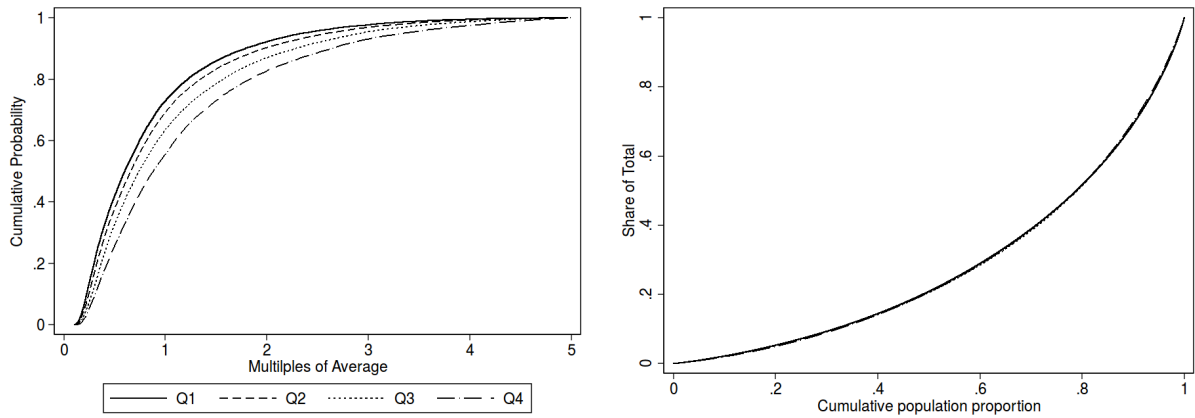 Cumulative Probability
1
.8
.6
.4
.2
0
0 1 2 3 4 5
Multilples of Average
Q1 Q2 Q3 Q4
Share of Total
1
.8
.6
.4
.2
0
0 .2 .4 .6 .8 1
Cumulative population proportion